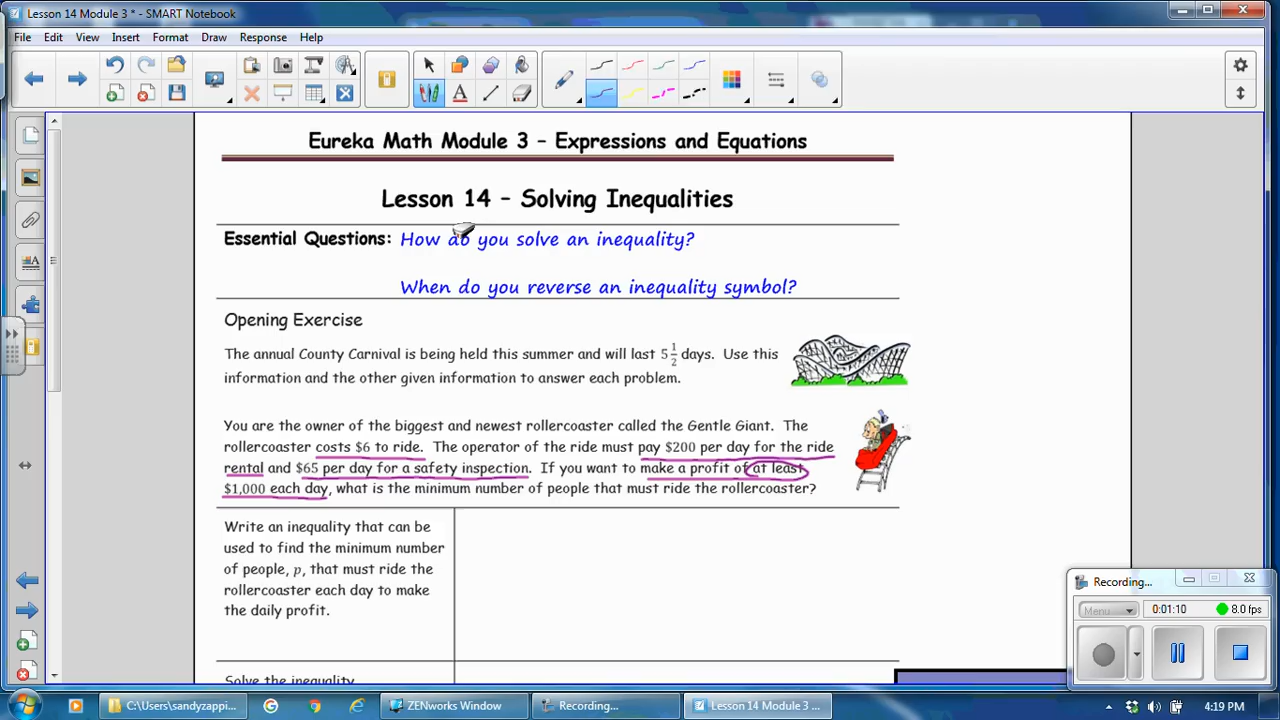 Lesson 14 Module 3 * - SMART Notebook
File Edit View Insert Format Draw Response Help
Eureka Math Module 3 – Expressions and Equations
Lesson 14 – Solving Inequalities
Essential Questions: How do you solve an inequality?
When do you reverse an inequality symbol?
Opening Exercise
The annual County Carnival is being held this summer and will last 5 1/2 days. Use this
information and the other given information to answer each problem.
You are the owner of the biggest and newest rollercoaster called the Gentle Giant. The
rollercoaster costs $6 to ride. The operator of the ride must pay $200 per day for the ride
rental and $65 per day for a safety inspection. If you want to make a profit of at least
$1,000 each day, what is the minimum number of people that must ride the rollercoaster?
Write an inequality that can be
used to find the minimum number
of people, p, that must ride the
rollercoaster each day to make
the daily profit.
Solve the inequality
Recording...
Menu 0:01:10 8.0 fps
C:\Users\sandyzappi... ZENworks Window Recording... Lesson 14 Module 3 ... 4:19 PM